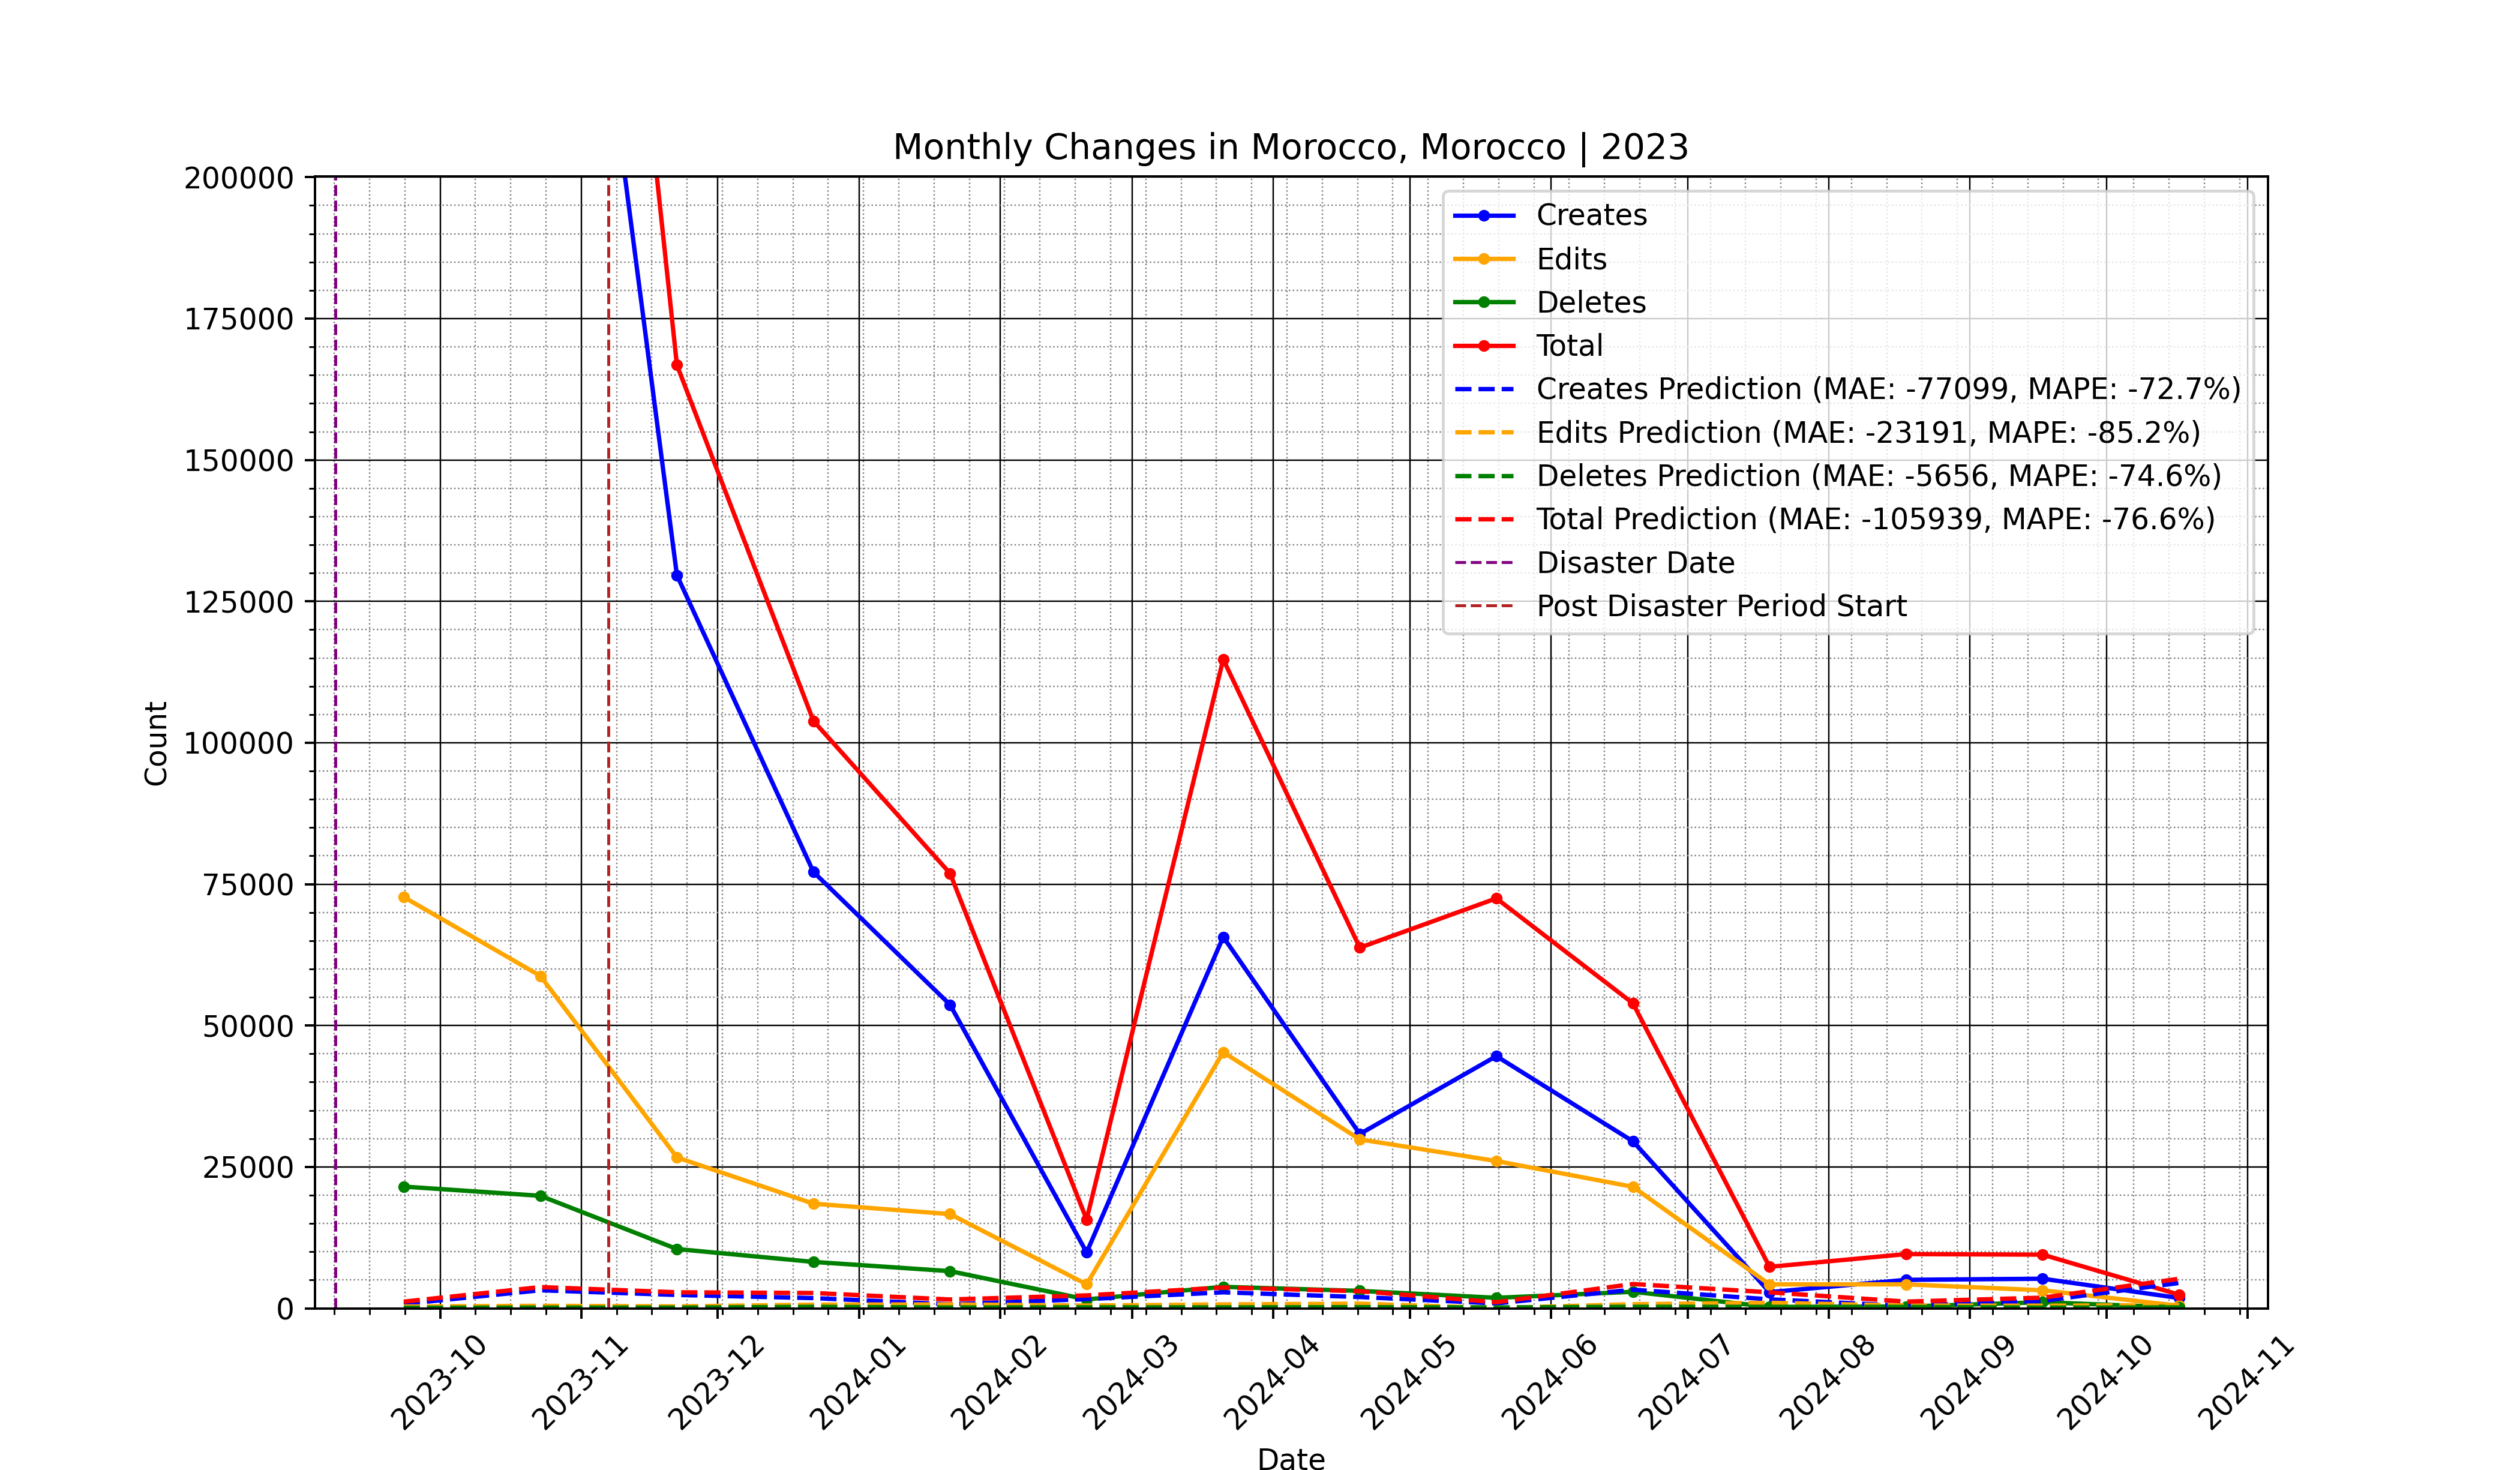 Monthly Changes in Morocco, Morocco | 2023
200000
175000
150000
125000
100000
75000
50000
25000
0
Count
Creates
Edits
Deletes
Total
Creates Prediction (MAE: -77099, MAPE: -72.7%)
Edits Prediction (MAE: -23191, MAPE: -85.2%)
Deletes Prediction (MAE: -5656, MAPE: -74.6%)
Total Prediction (MAE: -105939, MAPE: -76.6%)
Disaster Date
Post Disaster Period Start
2023-10
2023-11
2023-12
2024-01
2024-02
2024-03
2024-04
2024-05
2024-06
2024-07
2024-08
2024-09
2024-10
2024-11
Date